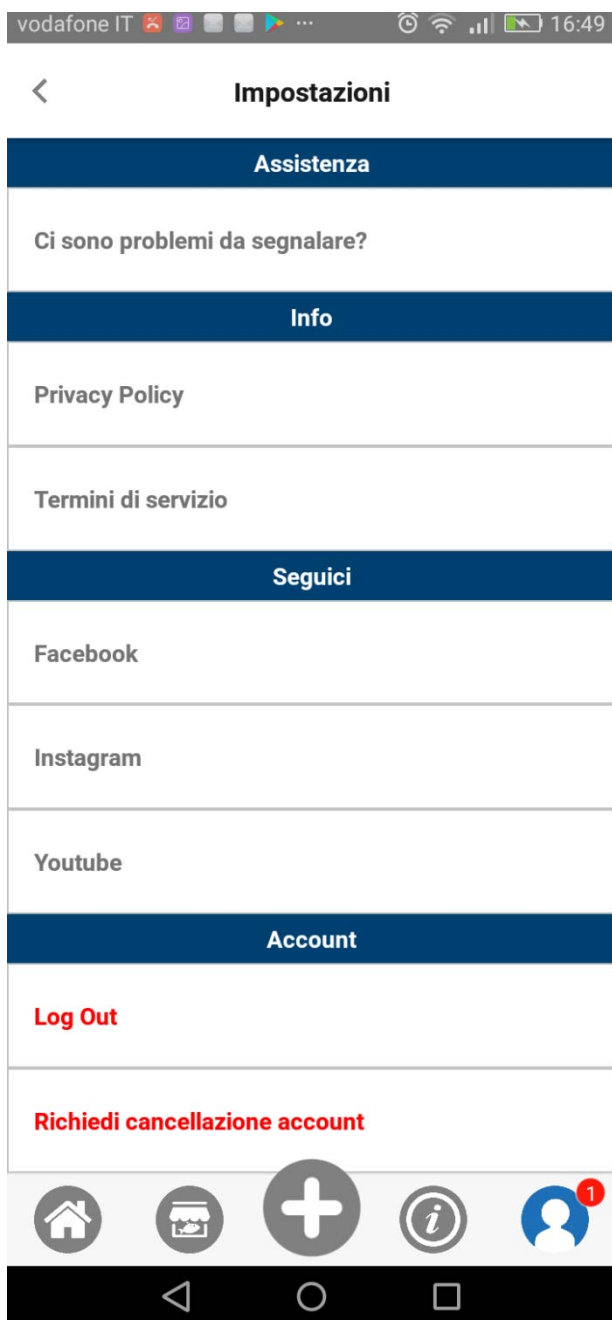 vodafone IT ... 16:49
Impostazioni
Assistenza
Ci sono problemi da segnalare?
Info
Privacy Policy
Termini di servizio
Seguici
Facebook
Instagram
Youtube
Account
Log Out
Richiedi cancellazione account
i
1